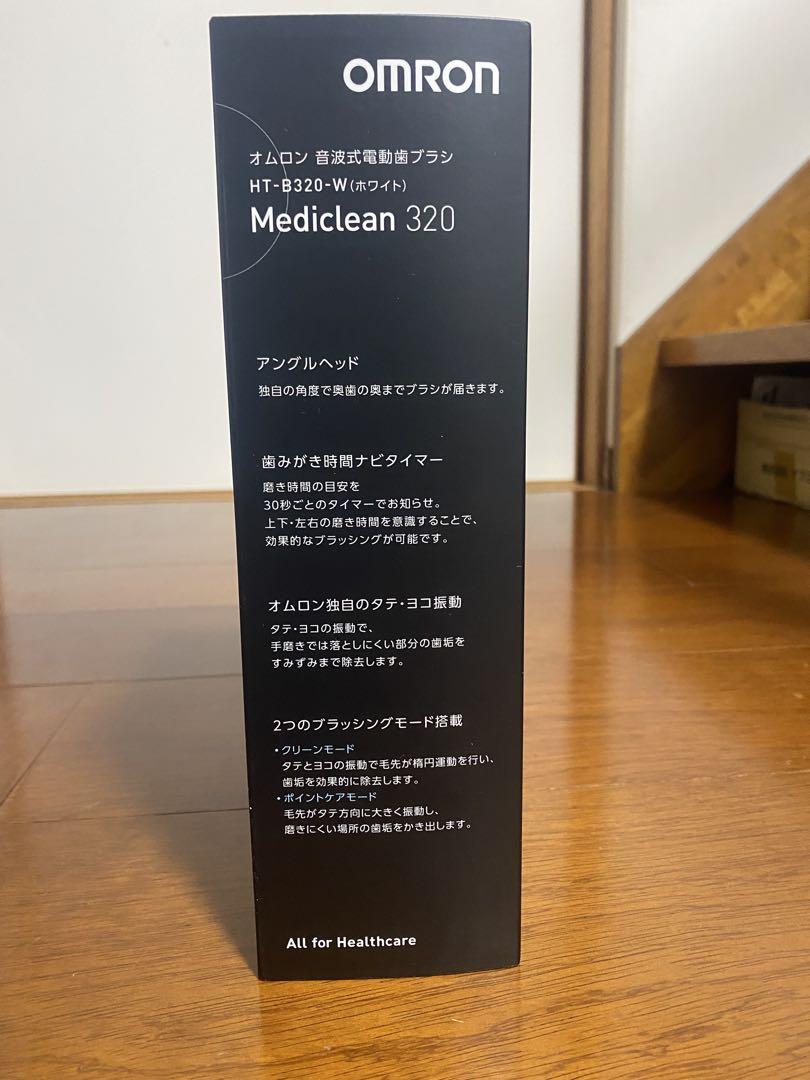 OMRON
オムロン 音波式電動歯ブラシ
HT-B320-W(ホワイト)
Mediclean 320
アングルヘッド
独自の角度で奥歯の奥までブラシが届きます。
歯みがき時間ナビタイマー
磨き時間の目安を
30秒ごとのタイマーでお知らせ。
上下・左右の磨き時間を意識することで、
効果的なブラッシングが可能です。
オムロン独自のタテ・ヨコ振動
タテ・ヨコの振動で、
手磨きでは落としにくい部分の歯垢を
すみずみまで除去します。
2つのブラッシングモード搭載
・クリーンモード
タテとヨコの振動で毛先が楕円運動を行い、
歯垢を効果的に除去します。
・ポイントケアモード
毛先がタテ方向に大きく振動し、
磨きにくい場所の歯垢をかき出します。
All for Healthcare